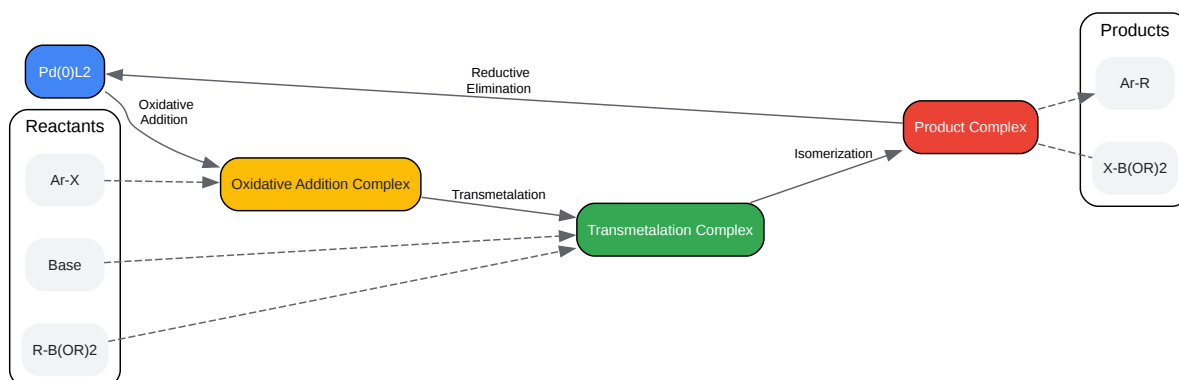 Products
Pd(0)L2
Reductive
Elimination
Ar-R
Oxidative
Addition
Reactants
Product Complex
Isomerization
X-B(OR)2
Ar-X
Oxidative Addition Complex
Transmetalation
Transmetalation Complex
Base
R-B(OR)2